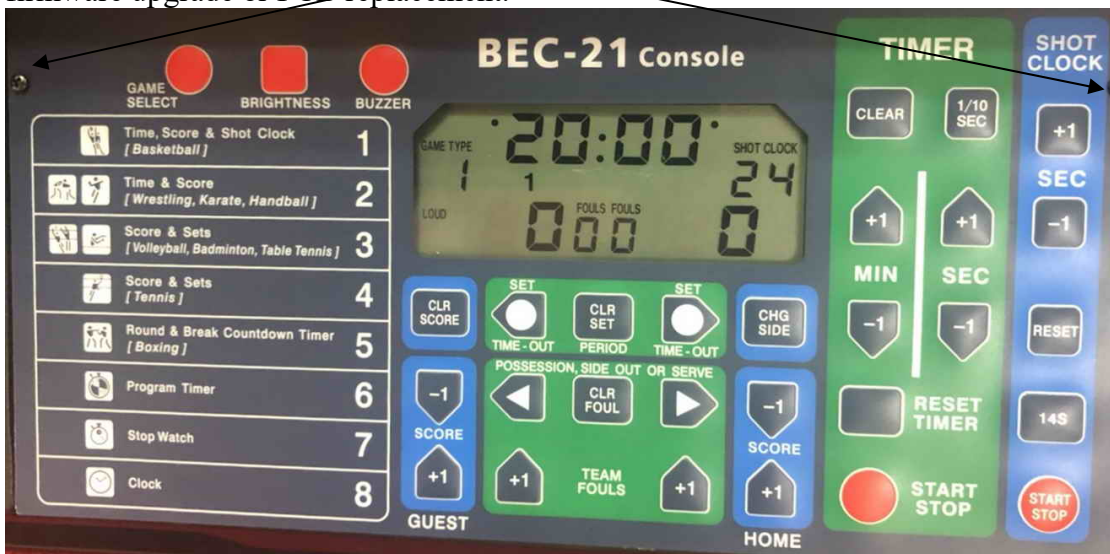 firmware upgrade or PCB replacement.
BEC-21 Console
GAME
SELECT
BRIGHTNESS
BUZZER
Time, Score & Shot Clock
[ Basketball ]
1
Time & Score
[ Wrestling, Karate, Handball ]
2
Score & Sets
[ Volleyball, Badminton, Table Tennis ]
3
Score & Sets
[ Tennis ]
4
Round & Break Countdown Timer
[ Boxing ]
5
Program Timer
6
Stop Watch
7
Clock
8
20:00
GAME TYPE
1
1
SHOT CLOCK
24
LOUD
0
FOULS FOULS
0 0
0
CLR
SCORE
SET
TIME-OUT
CLR
SET
PERIOD
SET
TIME-OUT
CHG
SIDE
POSSESSION, SIDE OUT OR SERVE
CLR
FOUL
-1
SCORE
+1
GUEST
+1
TEAM
FOULS
+1
-1
SCORE
+1
HOME
TIMER
CLEAR
1/10
SEC
+1
+1
MIN
SEC
-1
-1
RESET
TIMER
START
STOP
SHOT
CLOCK
+1
SEC
-1
RESET
14S
START
STOP